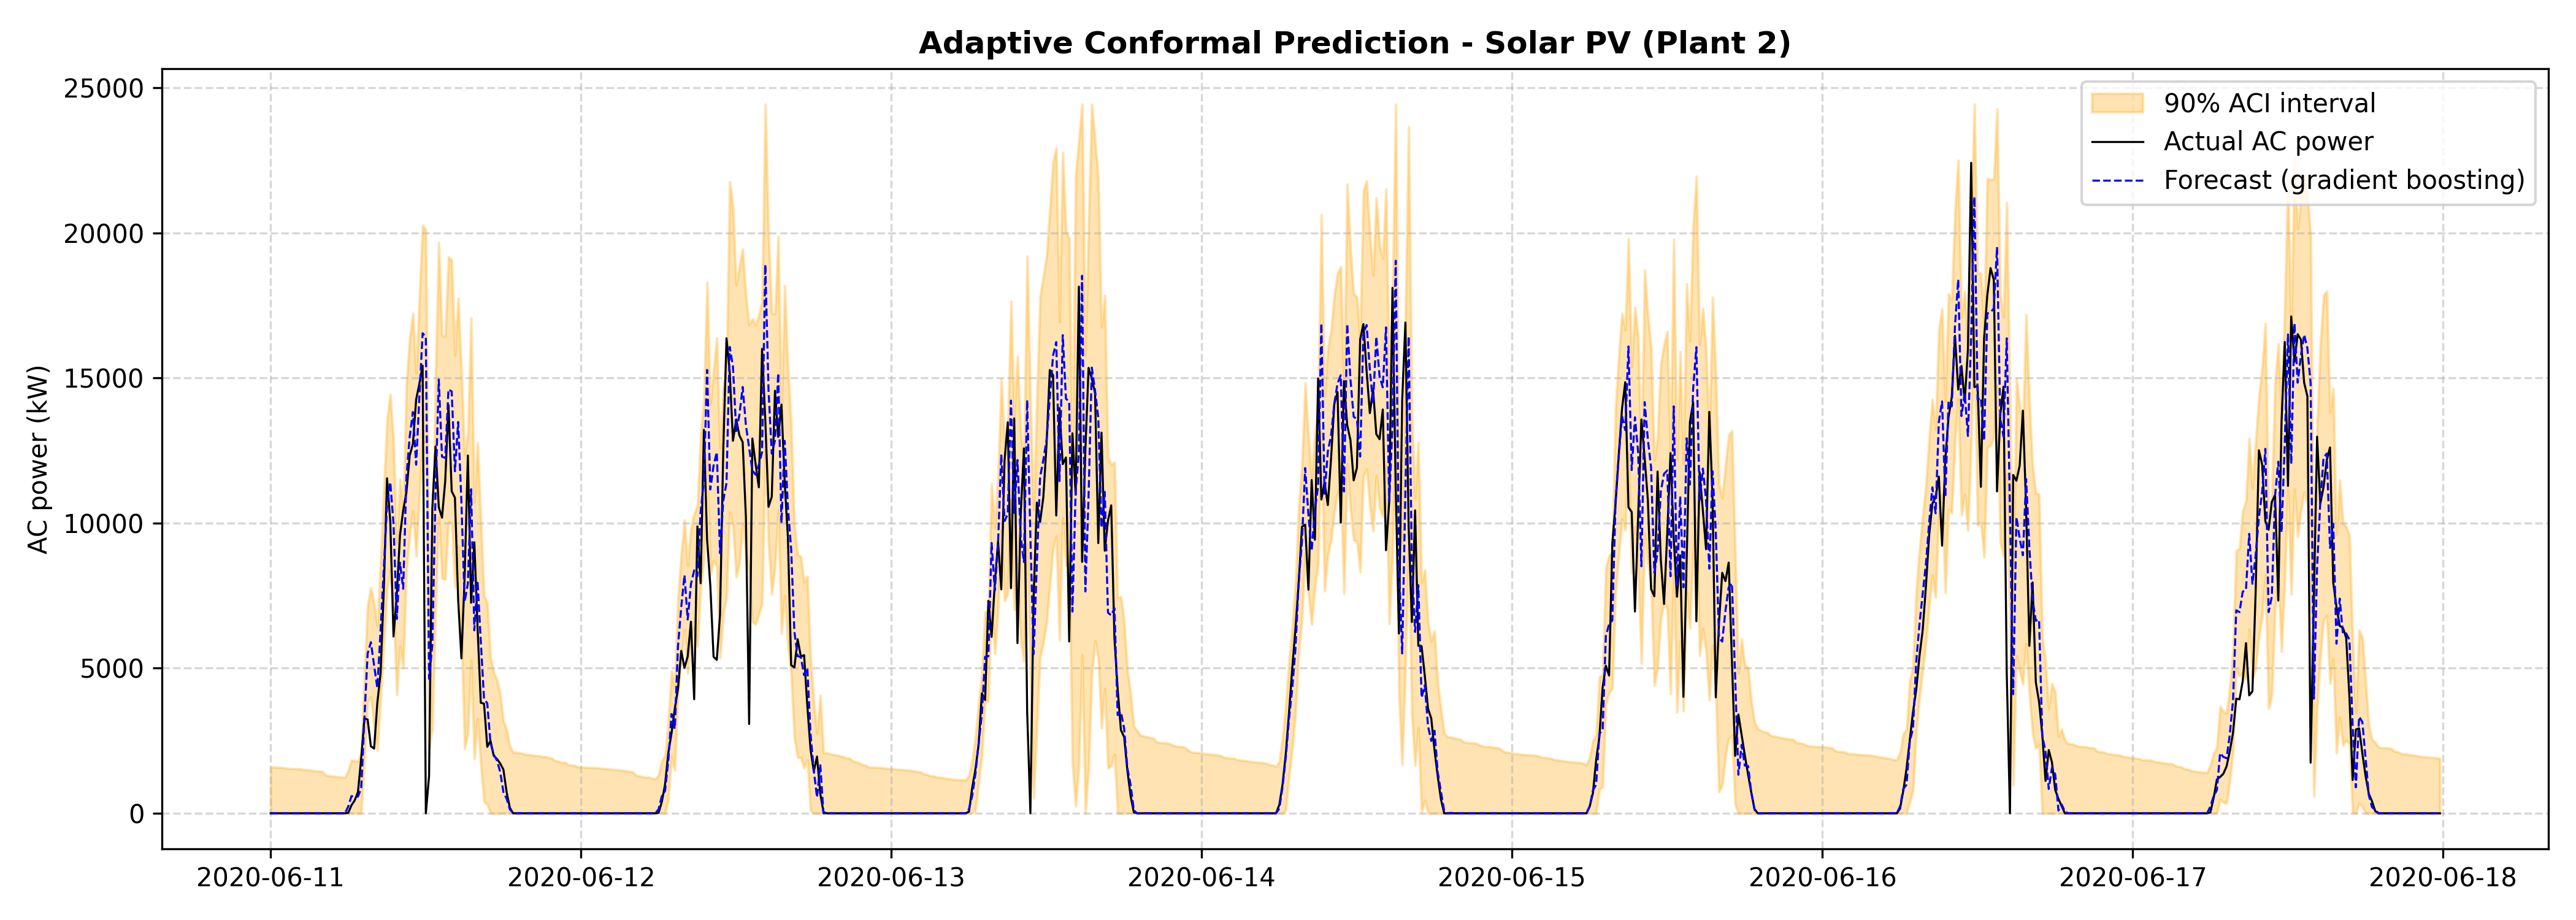 Adaptive Conformal Prediction - Solar PV (Plant 2)
25000
20000
15000
10000
5000
0
AC power (kW)
90% ACI interval
Actual AC power
Forecast (gradient boosting)
2020-06-11
2020-06-12
2020-06-13
2020-06-14
2020-06-15
2020-06-16
2020-06-17
2020-06-18